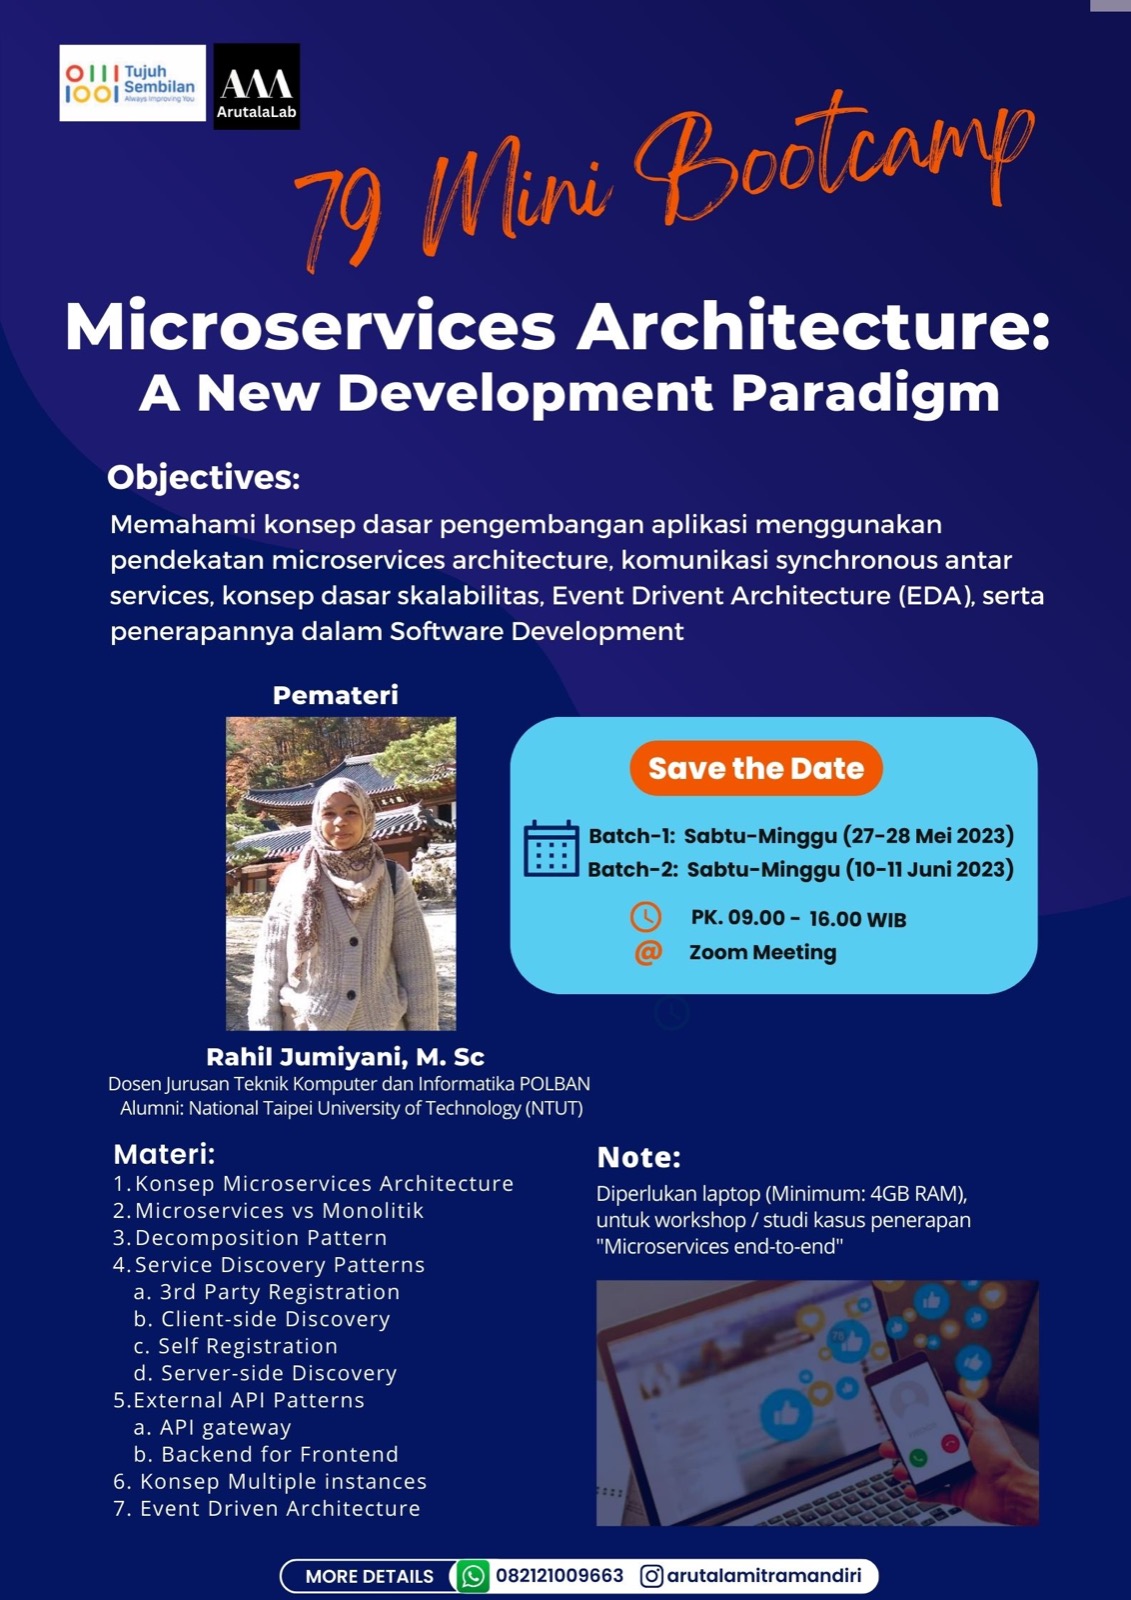 Tujuh
Sembilan
Always Improving You
ArutalaLab
79 Mini Bootcamp
Microservices Architecture:
A New Development Paradigm
Objectives:
Memahami konsep dasar pengembangan aplikasi menggunakan
pendekatan microservices architecture, komunikasi synchronous antar
services, konsep dasar skalabilitas, Event Drivent Architecture (EDA), serta
penerapannya dalam Software Development
Pemateri
Save the Date
Batch-1: Sabtu-Minggu (27-28 Mei 2023)
Batch-2: Sabtu-Minggu (10-11 Juni 2023)
PK. 09.00 - 16.00 WIB
@ Zoom Meeting
Rahil Jumiyani, M. Sc
Dosen Jurusan Teknik Komputer dan Informatika POLBAN
Alumni: National Taipei University of Technology (NTUT)
Materi:
1. Konsep Microservices Architecture
2. Microservices vs Monolitik
3. Decomposition Pattern
4. Service Discovery Patterns
a. 3rd Party Registration
b. Client-side Discovery
c. Self Registration
d. Server-side Discovery
5.External API Patterns
a. API gateway
b. Backend for Frontend
6. Konsep Multiple instances
7. Event Driven Architecture
Note:
Diperlukan laptop (Minimum: 4GB RAM),
untuk workshop / studi kasus penerapan
"Microservices end-to-end"
MORE DETAILS 082121009663 arutalamitramandiri